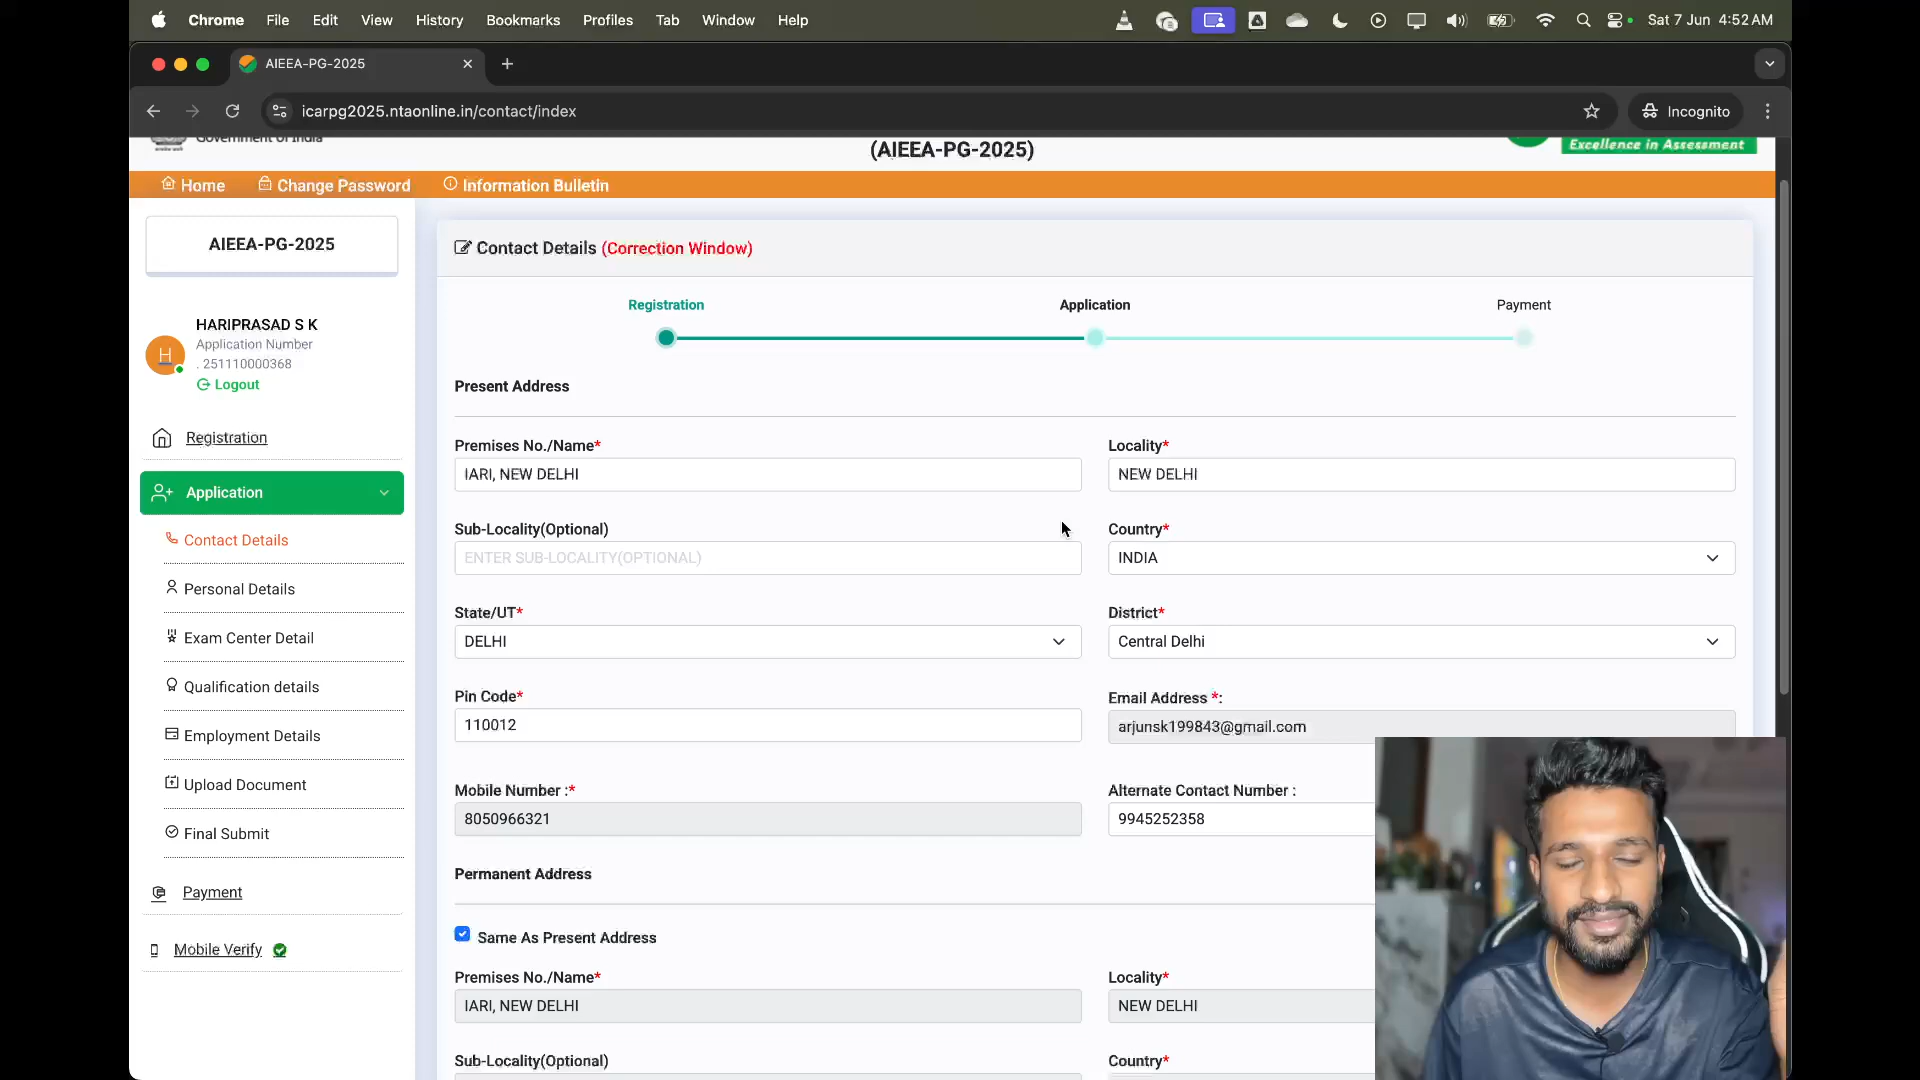 Chrome File Edit View History Bookmarks Profiles Tab Window Help Sat 7 Jun 4:52 AM
AIEEA-PG-2025
icarpg2025.ntaonline.in/contact/index Incognito
Government of India
(AIEEA-PG-2025)
Excellence in Assessment
Home Change Password Information Bulletin
AIEEA-PG-2025
HARIPRASAD S K
Application Number
. 251110000368
Logout
H
Registration
Application
Contact Details
Personal Details
Exam Center Detail
Qualification details
Employment Details
Upload Document
Final Submit
Payment
Mobile Verify
Contact Details (Correction Window)
Registration Application Payment
Present Address
Premises No./Name* Locality*
IARI, NEW DELHI NEW DELHI
Sub-Locality(Optional) Country*
ENTER SUB-LOCALITY(OPTIONAL) INDIA
State/UT* District*
DELHI Central Delhi
Pin Code* Email Address *:
110012 arjunsk199843@gmail.com
Mobile Number :* Alternate Contact Number :
8050966321 9945252358
Permanent Address
Same As Present Address
Premises No./Name* Locality*
IARI, NEW DELHI NEW DELHI
Sub-Locality(Optional) Country*